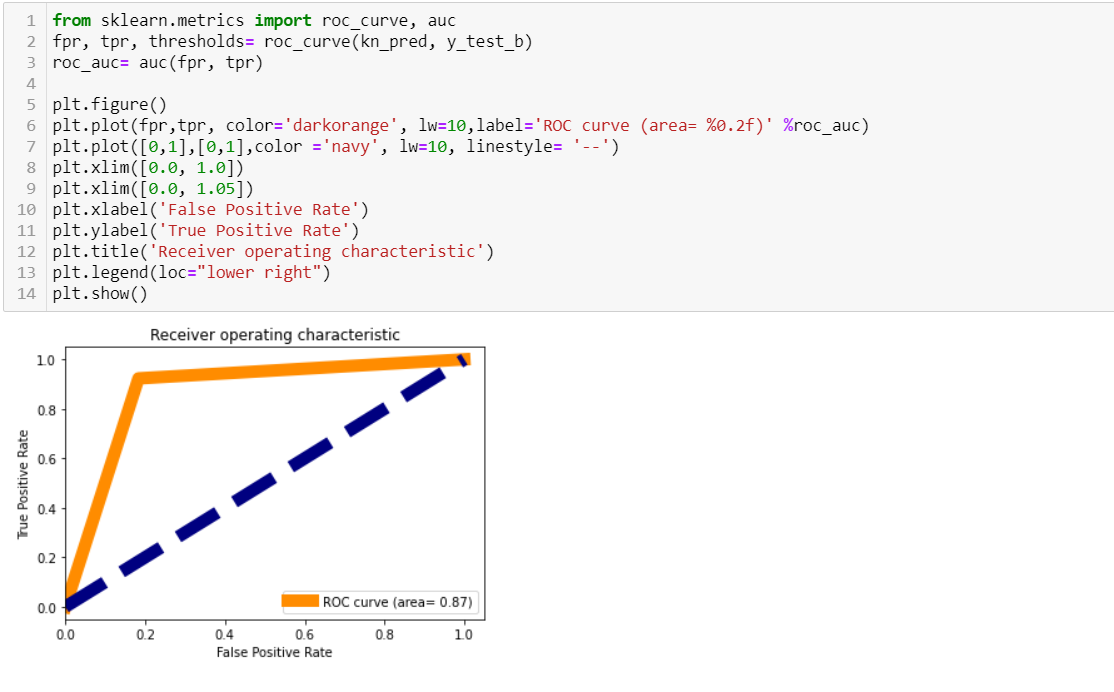 1 from sklearn.metrics import roc_curve, auc
2 fpr, tpr, thresholds= roc_curve(kn_pred, y_test_b)
3 roc_auc= auc(fpr, tpr)
4
5 plt.figure()
6 plt.plot(fpr,tpr, color='darkorange', lw=10,label='ROC curve (area= %0.2f)' %roc_auc)
7 plt.plot([0,1],[0,1],color ='navy', lw=10, linestyle= '--')
8 plt.xlim([0.0, 1.0])
9 plt.xlim([0.0, 1.05])
10 plt.xlabel('False Positive Rate')
11 plt.ylabel('True Positive Rate')
12 plt.title('Receiver operating characteristic')
13 plt.legend(loc="lower right")
14 plt.show()
Receiver operating characteristic
True Positive Rate
1.0
0.8
0.6
0.4
0.2
0.0
ROC curve (area= 0.87)
0.0 0.2 0.4 0.6 0.8 1.0
False Positive Rate